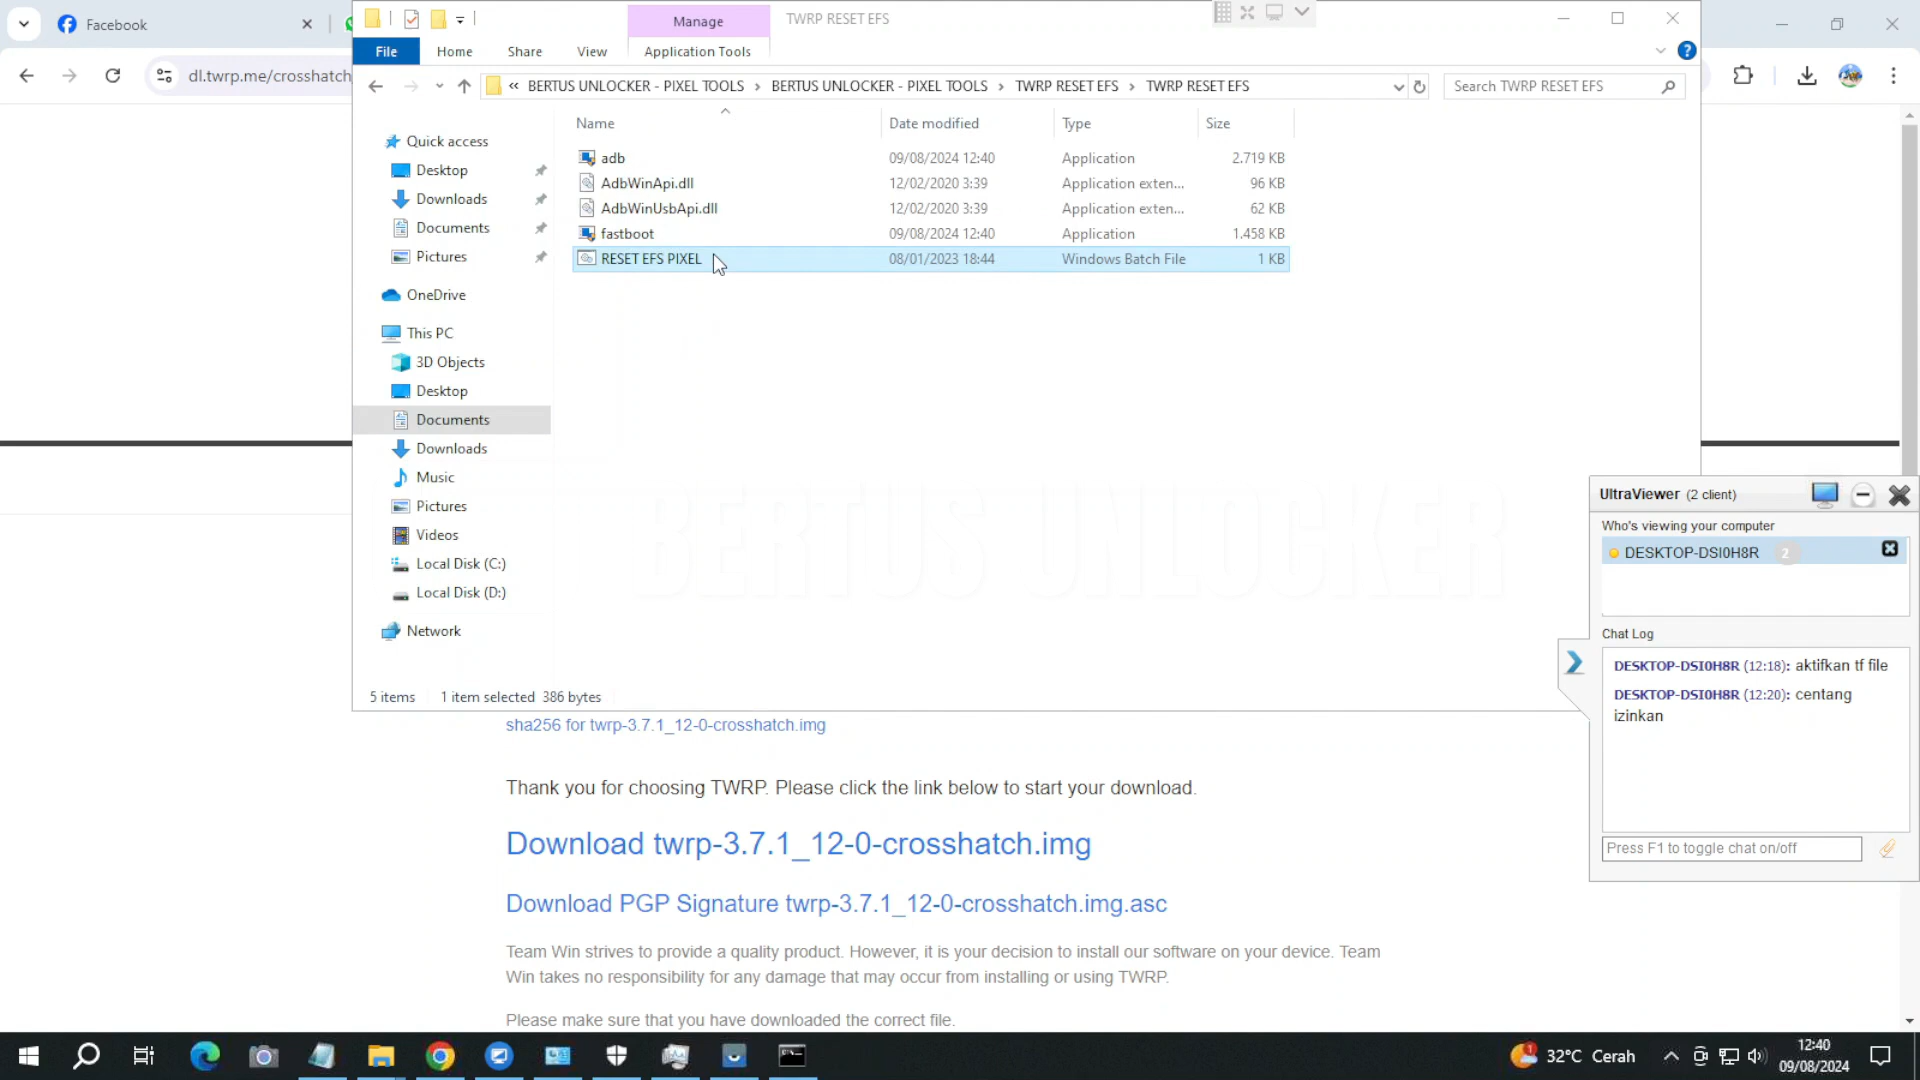 Facebook
Manage
TWRP RESET EFS
File
Home
Share
View
Application Tools
dl.twrp.me/crosshatch
« BERTUS UNLOCKER - PIXEL TOOLS › BERTUS UNLOCKER - PIXEL TOOLS › TWRP RESET EFS › TWRP RESET EFS
Search TWRP RESET EFS
Name
Date modified
Type
Size
adb 09/08/2024 12:40 Application 2.719 KB
AdbWinApi.dll 12/02/2020 3:39 Application exten... 96 KB
AdbWinUsbApi.dll 12/02/2020 3:39 Application exten... 62 KB
fastboot 09/08/2024 12:40 Application 1.458 KB
RESET EFS PIXEL 08/01/2023 18:44 Windows Batch File 1 KB
Quick access
Desktop
Downloads
Documents
Pictures
OneDrive
This PC
3D Objects
Desktop
Documents
Downloads
Music
Pictures
Videos
Local Disk (C:)
Local Disk (D:)
Network
5 items
1 item selected 386 bytes
BERTUS UNLOCKER
UltraViewer (2 client)
Who's viewing your computer
DESKTOP-DSI0H8R 2
Chat Log
DESKTOP-DSI0H8R (12:18): aktifkan tf file
DESKTOP-DSI0H8R (12:20): centang
izinkan
Press F1 to toggle chat on/off
sha256 for twrp-3.7.1_12-0-crosshatch.img
Thank you for choosing TWRP. Please click the link below to start your download.
Download twrp-3.7.1_12-0-crosshatch.img
Download PGP Signature twrp-3.7.1_12-0-crosshatch.img.asc
Team Win strives to provide a quality product. However, it is your decision to install our software on your device. Team
Win takes no responsibility for any damage that may occur from installing or using TWRP.
Please make sure that you have downloaded the correct file.
1
32°C Cerah
12:40
09/08/2024